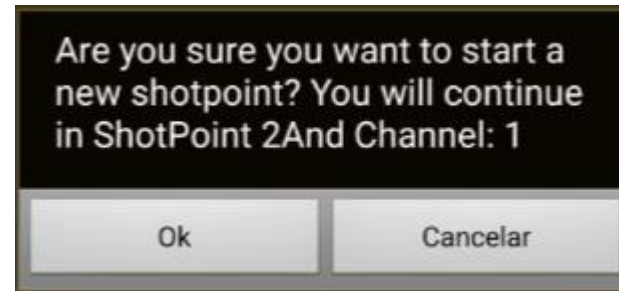 Are you sure you want to start a
new shotpoint? You will continue
in ShotPoint 2And Channel: 1
Ok
Cancelar